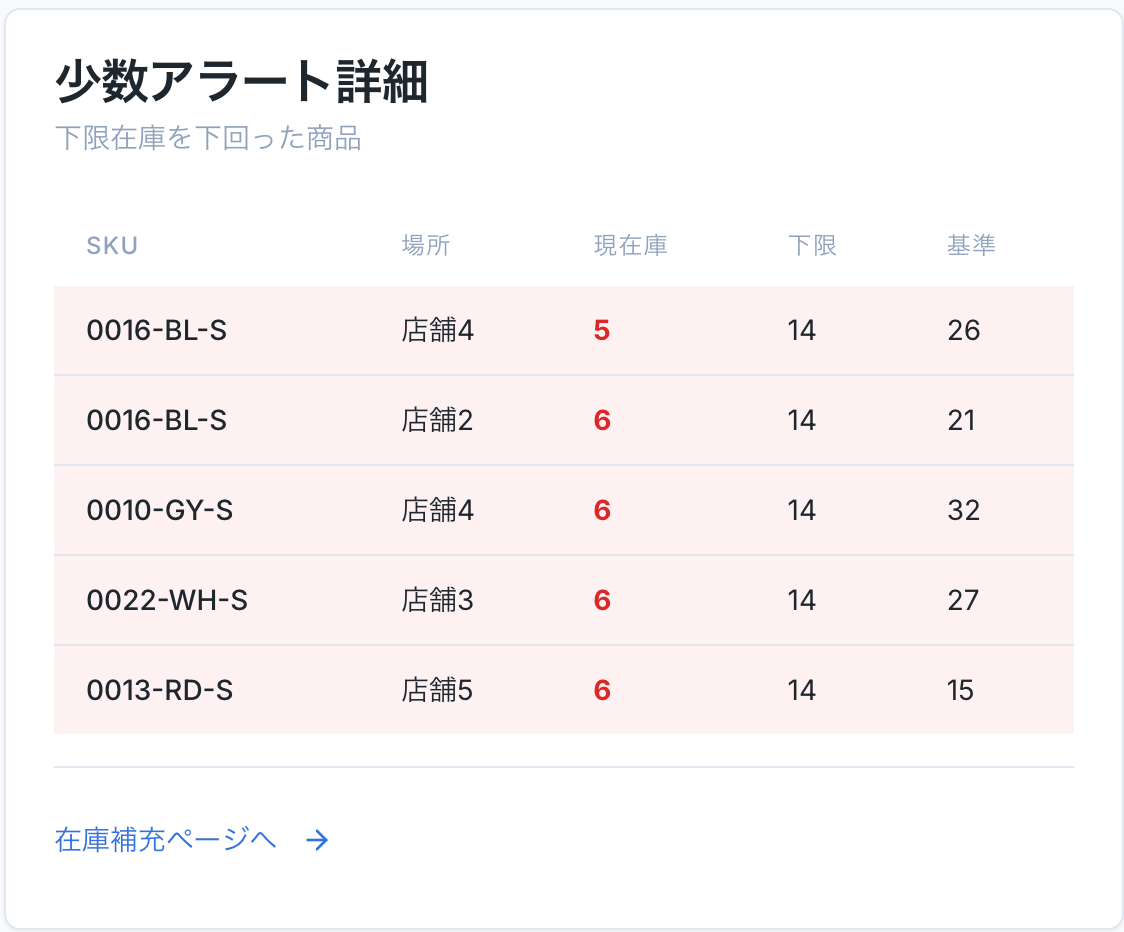 少数アラート詳細
下限在庫を下回った商品
SKU 場所 現在庫 下限 基準
0016-BL-S 店舗4 5 14 26
0016-BL-S 店舗2 6 14 21
0010-GY-S 店舗4 6 14 32
0022-WH-S 店舗3 6 14 27
0013-RD-S 店舗5 6 14 15
在庫補充ページへ →